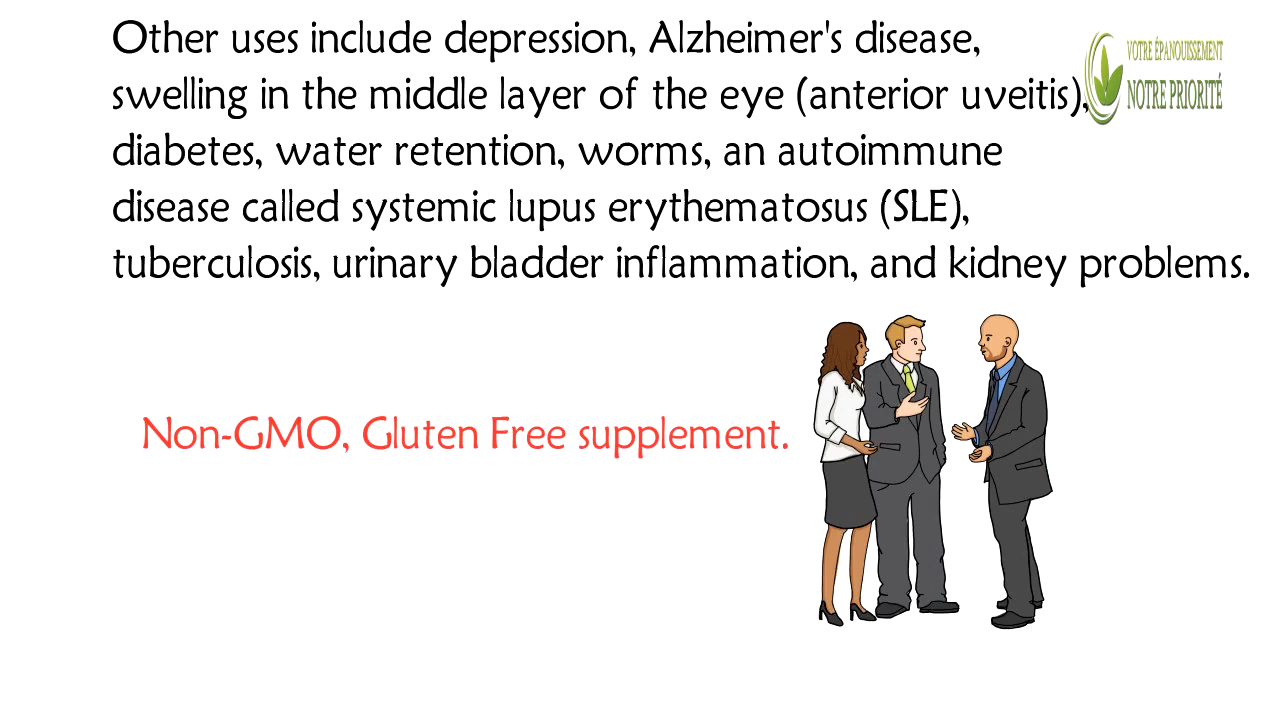 Other uses include depression, Alzheimer's disease,
swelling in the middle layer of the eye (anterior uveitis),
diabetes, water retention, worms, an autoimmune
disease called systemic lupus erythematosus (SLE),
tuberculosis, urinary bladder inflammation, and kidney problems.
VOTRE ÉPANOUISSEMENT
NOTRE PRIORITÉ
Non-GMO, Gluten Free supplement.